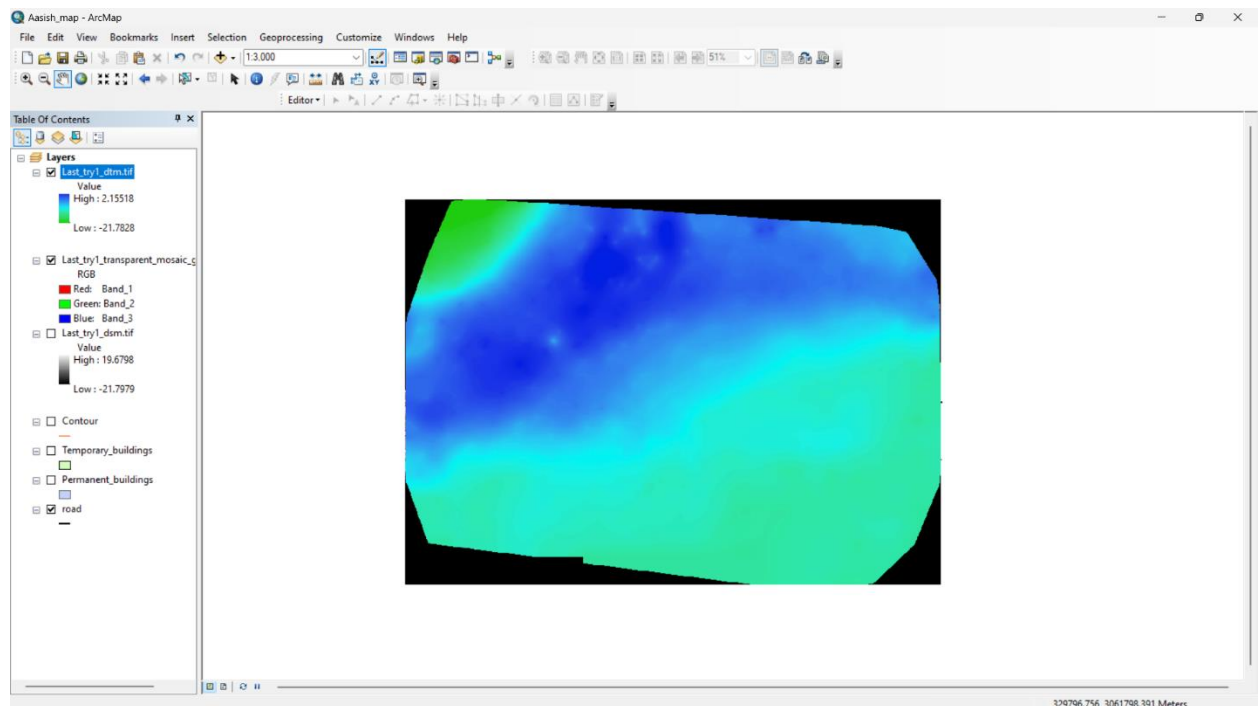 Aasish_map - ArcMap
File Edit View Bookmarks Insert Selection Geoprocessing Customize Windows Help
1:3,000 51%
Editor
Table Of Contents
Layers
Last_try1_dtm.tif
Value
High : 2.15518
Low : -21.7828
Last_try1_transparent_mosaic_g
RGB
Red: Band_1
Green: Band_2
Blue: Band_3
Last_try1_dsm.tif
Value
High : 19.6798
Low : -21.7979
Contour
Temporary_buildings
Permanent_buildings
road
329796.756 3061798.391 Meters